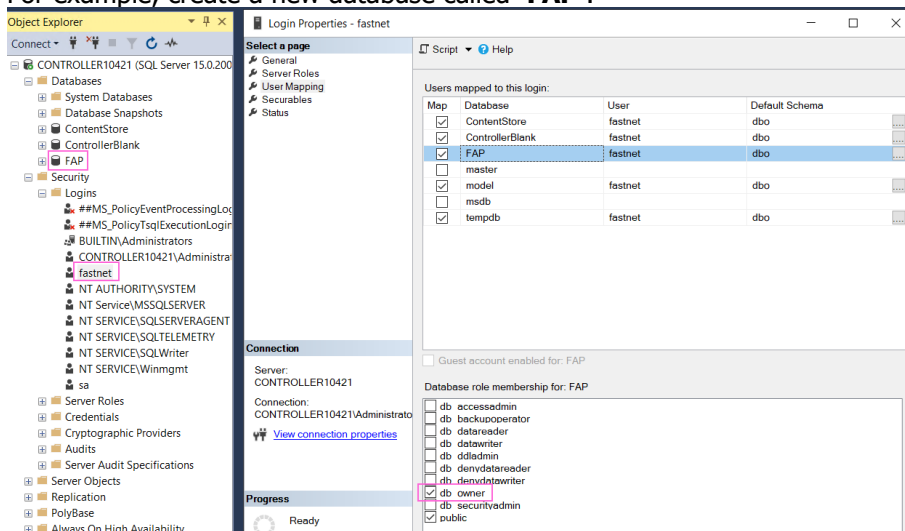 For example, create a new database called "FAP".
Object Explorer
Connect
CONTROLLER10421 (SQL Server 15.0.200
Databases
System Databases
Database Snapshots
ContentStore
ControllerBlank
FAP
Security
Logins
##MS_PolicyEventProcessingLog
##MS_PolicyTsqlExecutionLogin
BUILTIN\Administrators
CONTROLLER10421\Administra
fastnet
NT AUTHORITY\SYSTEM
NT Service\MSSQLSERVER
NT SERVICE\SQLSERVERAGENT
NT SERVICE\SQLTELEMETRY
NT SERVICE\SQLWriter
NT SERVICE\Winmgmt
sa
Server Roles
Credentials
Cryptographic Providers
Audits
Server Audit Specifications
Server Objects
Replication
PolyBase
Always On High Availability
Login Properties - fastnet
Select a page
General
Server Roles
User Mapping
Securables
Status
Connection
Server:
CONTROLLER10421
Connection:
CONTROLLER10421\Administrato
View connection properties
Progress
Ready
Script Help
Users mapped to this login:
Map Database User Default Schema
ContentStore fastnet dbo
ControllerBlank fastnet dbo
FAP fastnet dbo
master
model fastnet dbo
msdb
tempdb fastnet dbo
Guest account enabled for: FAP
Database role membership for: FAP
db_accessadmin
db_backupoperator
db_datareader
db_datawriter
db_ddladmin
db_denydatareader
db_denydatawriter
db_owner
db_securityadmin
public